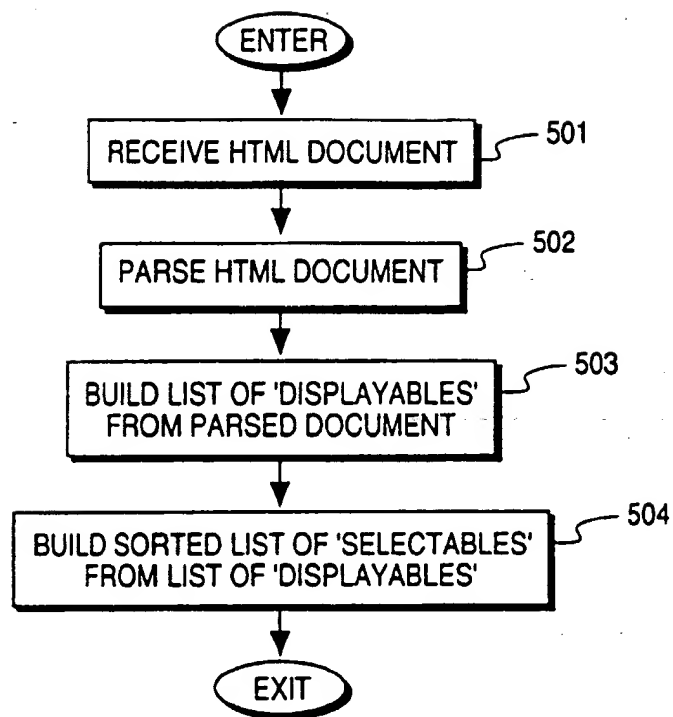 ENTER
RECEIVE HTML DOCUMENT
501
PARSE HTML DOCUMENT
502
BUILD LIST OF 'DISPLAYABLES'
FROM PARSED DOCUMENT
503
BUILD SORTED LIST OF 'SELECTABLES'
FROM LIST OF 'DISPLAYABLES'
504
EXIT